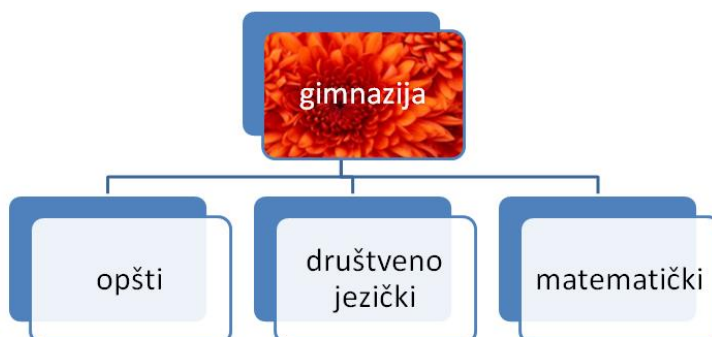 gimnazija
opšti
društveno
jezički
matematički